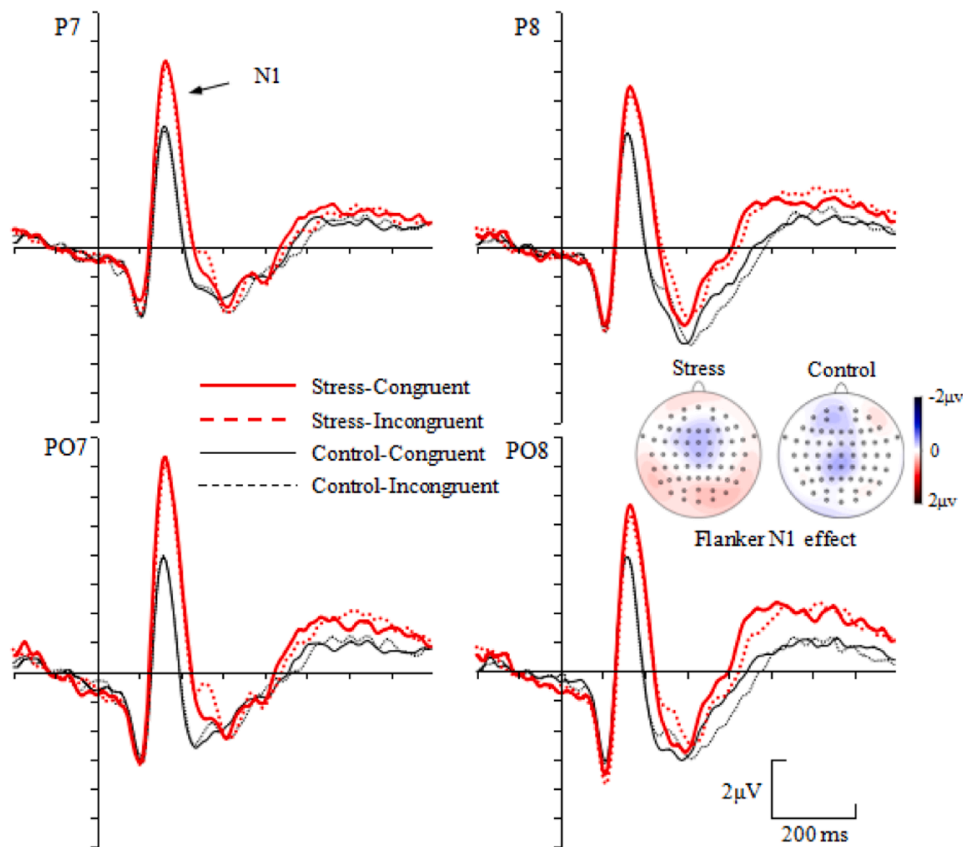 P7
P8
N1
Stress
Control
-2μv
0
2μv
Flanker N1 effect
Stress-Congruent
Stress-Incongruent
Control-Congruent
Control-Incongruent
PO7
PO8
2μV
200 ms